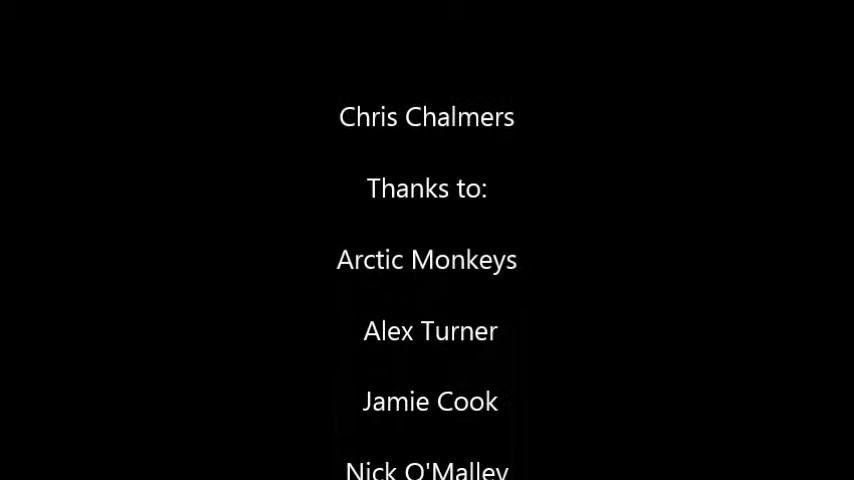 Chris Chalmers
Thanks to:
Arctic Monkeys
Alex Turner
Jamie Cook
Nick O'Malley